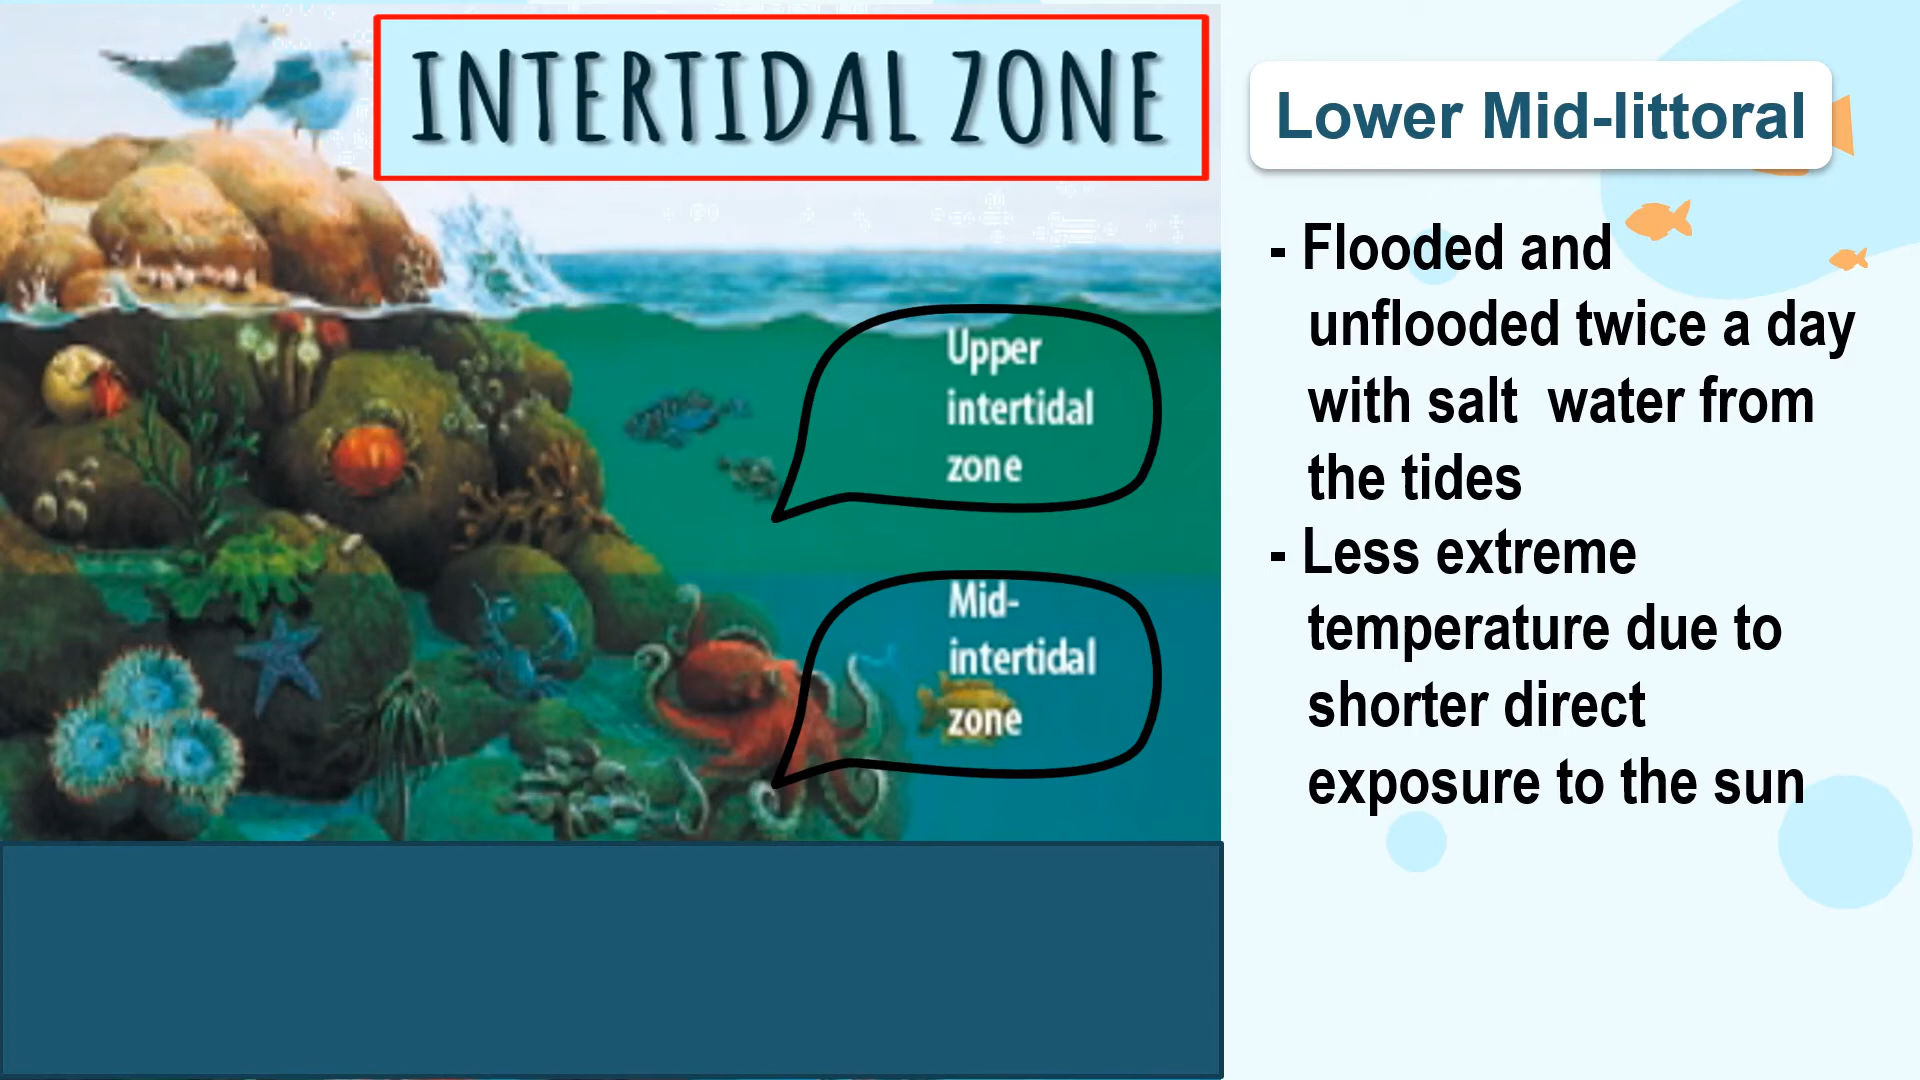 INTERTIDAL ZONE
Upper
intertidal
zone
Mid-
intertidal
zone
Lower Mid-littoral
- Flooded and
unflooded twice a day
with salt  water from
the tides
- Less extreme
temperature due to
shorter direct
exposure to the sun